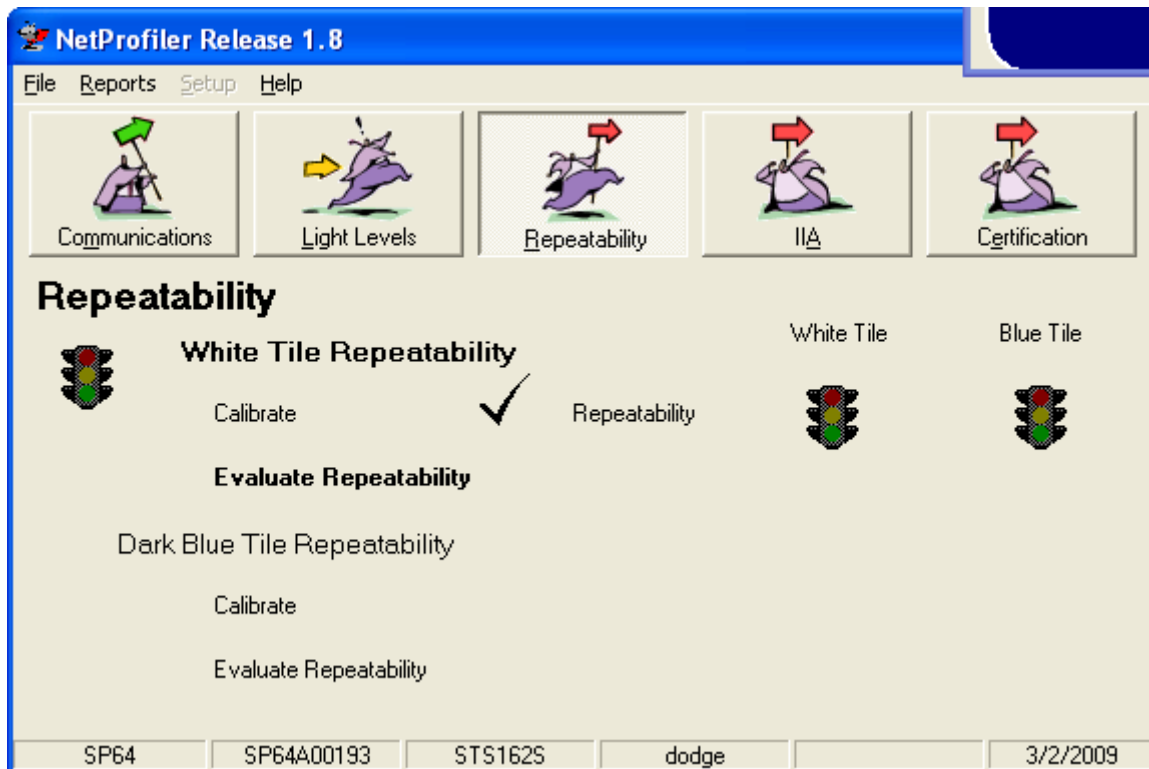 NetProfiler Release 1.8
File Reports Setup Help
Communications Light Levels Repeatability IIA Certification
Repeatability
White Tile Blue Tile
White Tile Repeatability
Calibrate Repeatability
Evaluate Repeatability
Dark Blue Tile Repeatability
Calibrate
Evaluate Repeatability
SP64 SP64A00193 STS162S dodge 3/2/2009